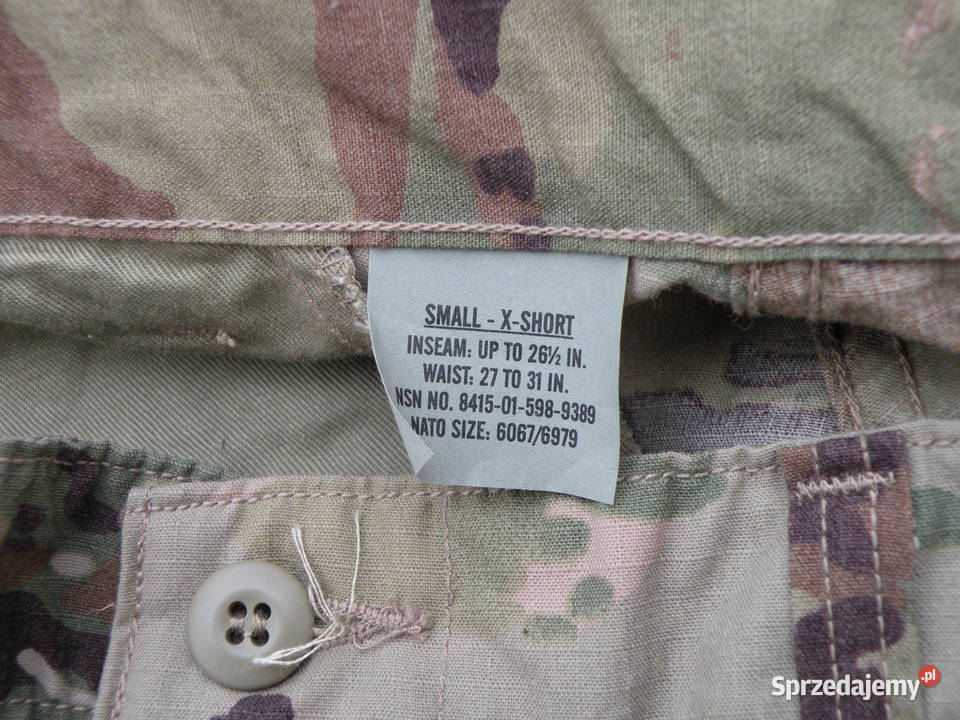 SMALL - X-SHORT
INSEAM: UP TO 26½ IN.
WAIST: 27 TO 31 IN.
NSN NO. 8415-01-598-9389
NATO SIZE: 6067/6979
Sprzedajemy.pl